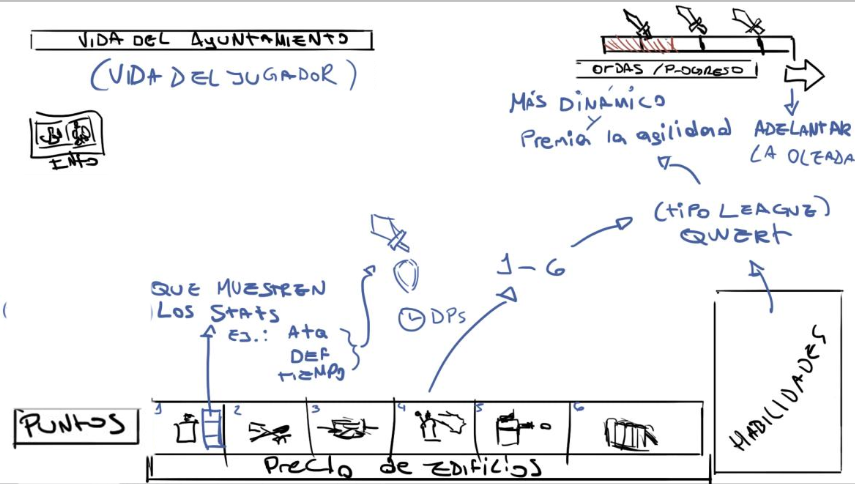 VIDA DEL AYUNTAMIENTO
(VIDA DEL JUGADOR)
INFO
ORDAS / PROGRESO
MÁS DINÁMICO
Y
Premia la agilidad
ADELANTAR
LA OLEADA
(TIPO LEAGUE)
QWERT
1-6
QUE MUESTREN
LOS STATS
EJ.: ATQ
DEF
TIEMPO
DPS
HABILIDADES
PUNTOS
1 2 3 4 5 6
Precio de EDIFICIOS